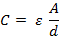 C = ε A/d